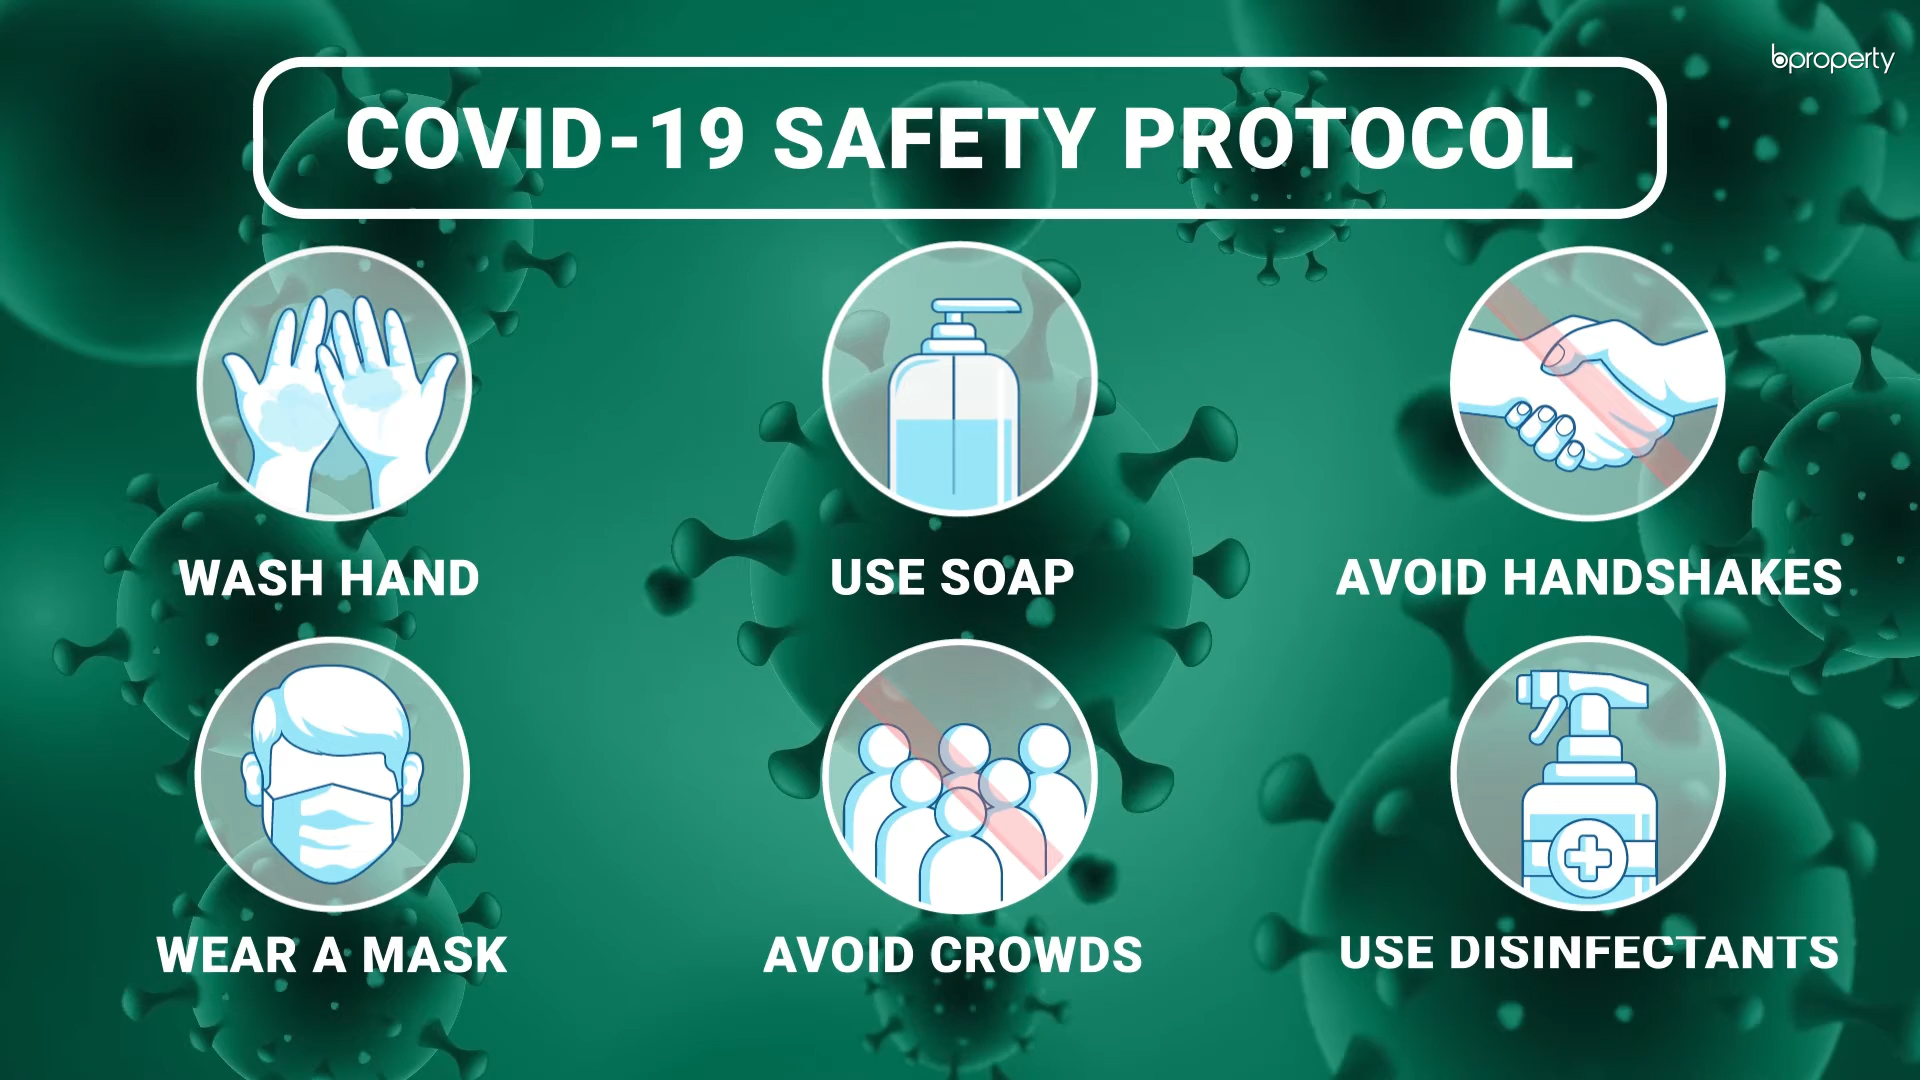 bproperty
COVID-19 SAFETY PROTOCOL
WASH HAND
USE SOAP
AVOID HANDSHAKES
WEAR A MASK
AVOID CROWDS
USE DISINFECTANTS